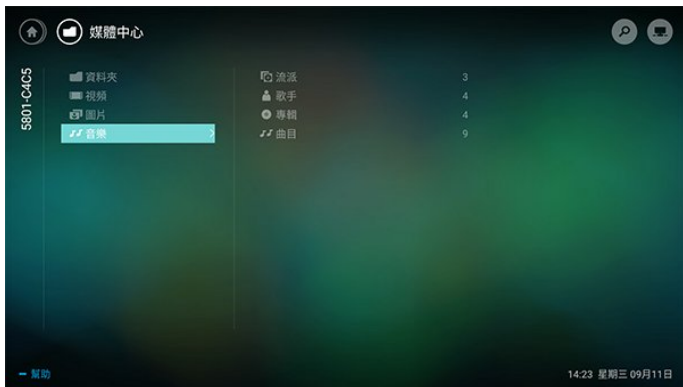 媒體中心
5801-C4C5
資料夾
視頻
圖片
音樂
流派 3
歌手 4
專輯 4
曲目 9
幫助
14:23 星期三 09月11日